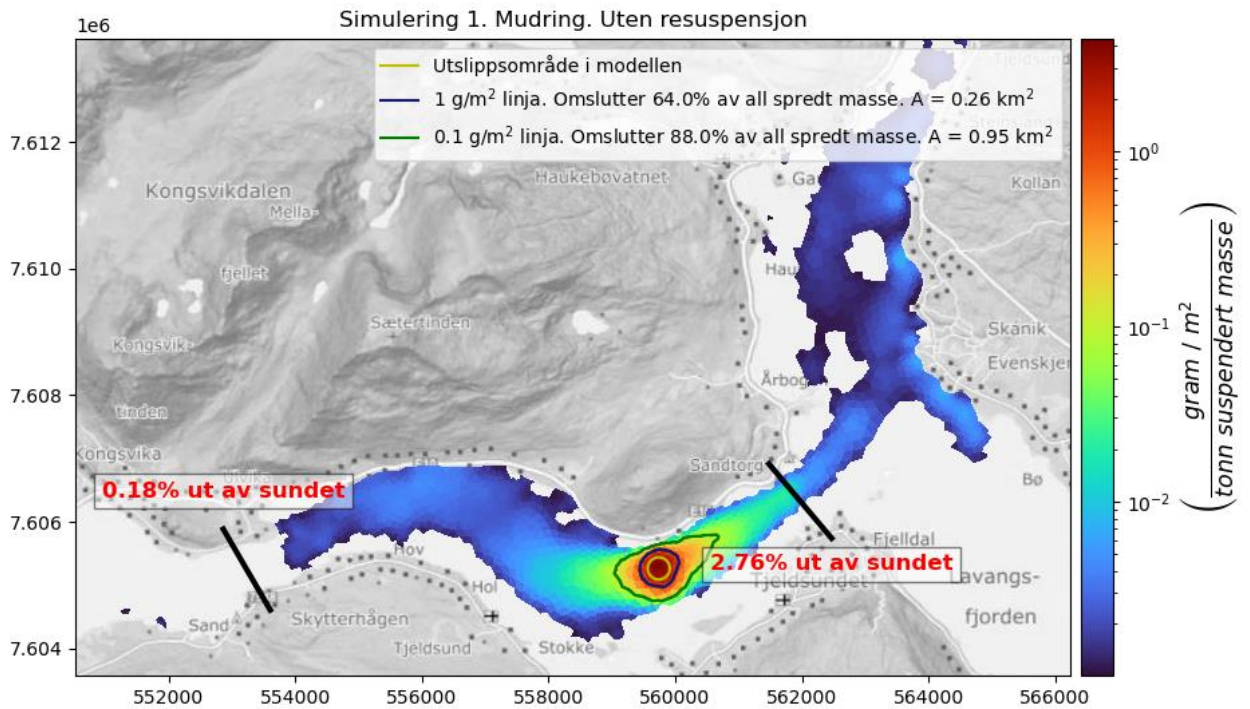 Simulering 1. Mudring. Uten resuspensjon
1e6
Utslippsområde i modellen
1 g/m² linja. Omslutter 64.0% av all spredt masse. A = 0.26 km²
0.1 g/m² linja. Omslutter 88.0% av all spredt masse. A = 0.95 km²
7.612
7.610
7.608
7.606
7.604
Kongsvikdalen
Mella-
fjellet
Haukebøvatnet
Kollan
Sætertinden
Kongsvik-
tinden
Skånik
Evenskjer
Årbog
Kongsvika
Ulvika
Sandtorg
Bø
0.18% ut av sundet
2.76% ut av sundet
Hov
Hol
Fjelldal
Tjeldsundet
Lavangs-
fjorden
Sand
Skytterhågen
Tjeldsund
Stokke
552000 554000 556000 558000 560000 562000 564000 566000
10⁰
10⁻¹
10⁻²
gram / m²
tonn suspendert masse